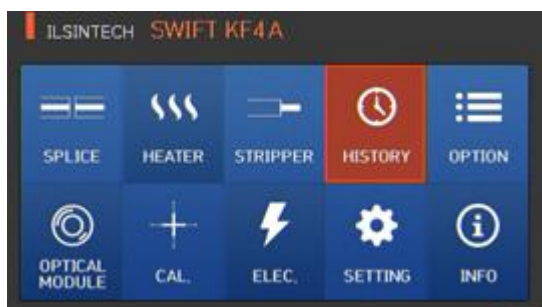 ILSINTECH SWIFT KF4A
SPLICE
HEATER
STRIPPER
HISTORY
OPTION
OPTICAL
MODULE
CAL.
ELEC.
SETTING
INFO